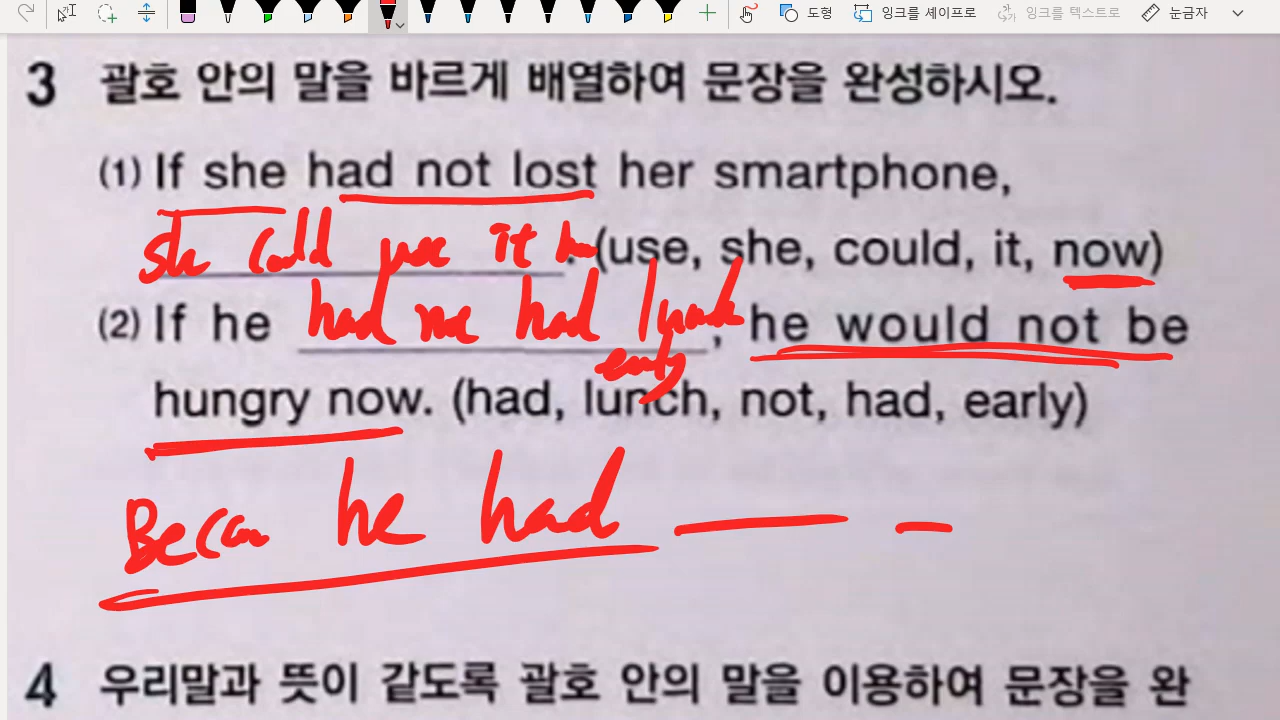 도형 잉크를 셰이프로 잉크를 텍스트로 눈금자
3 괄호 안의 말을 바르게 배열하여 문장을 완성하시오.
(1) If she had not lost her smartphone,
she could use it . (use, she, could, it, now)
(2) If he had not had lunch , he would not be
early
hungry now. (had, lunch, not, had, early)
he had
4 우리말과 뜻이 같도록 괄호 안의 말을 이용하여 문장을 완